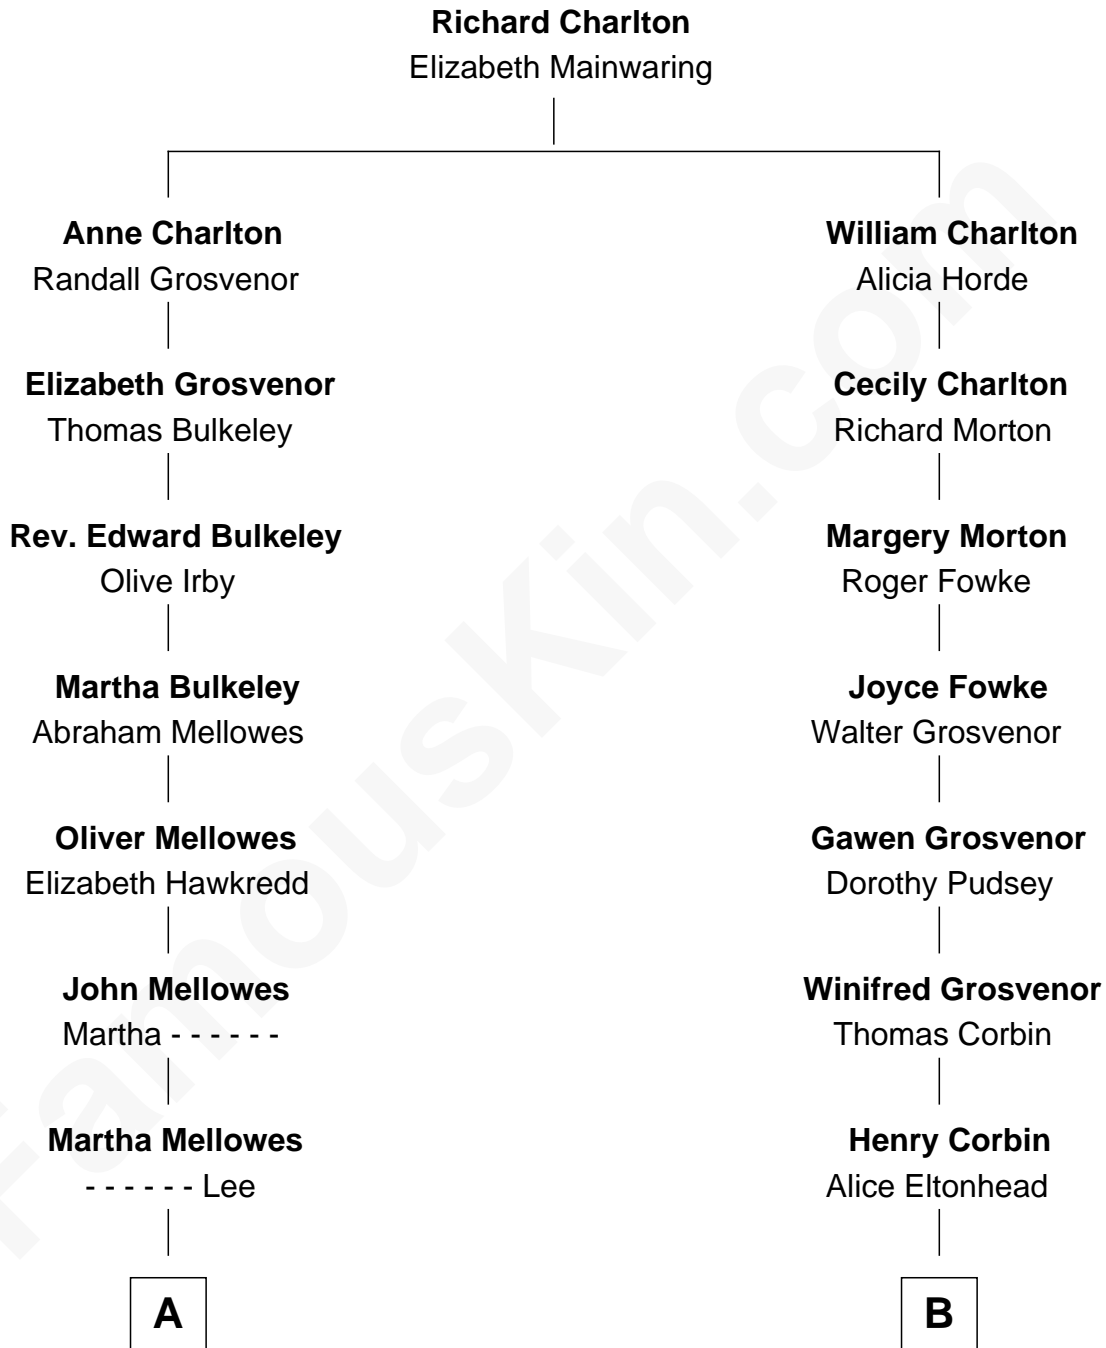 Richard Charlton
Elizabeth Mainwaring
Anne Charlton
Randall Grosvenor
Elizabeth Grosvenor
Thomas Bulkeley
Rev. Edward Bulkeley
Olive Irby
Martha Bulkeley
Abraham Mellowes
Oliver Mellowes
Elizabeth Hawkredd
John Mellowes
Martha - - - - - -
Martha Mellowes
- - - - - - Lee
A
William Charlton
Alicia Horde
Cecily Charlton
Richard Morton
Margery Morton
Roger Fowke
Joyce Fowke
Walter Grosvenor
Gawen Grosvenor
Dorothy Pudsey
Winifred Grosvenor
Thomas Corbin
Henry Corbin
Alice Eltonhead
B
FamousKin.com